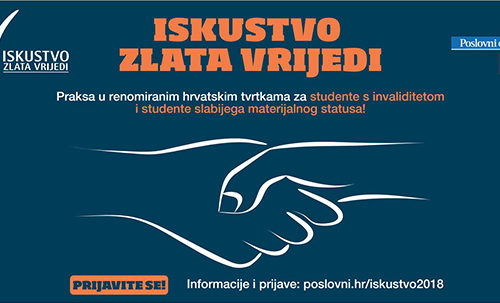 ISKUSTVO
ZLATA VRIJEDI
ISKUSTVO
ZLATA VRIJEDI
Poslovni
Praksa u renomiranim hrvatskim tvrtkama za studente s invaliditetom
i studente slabijega materijalnog statusa!
PRIJAVITE SE!
Informacije i prijave: poslovni.hr/iskustvo2018